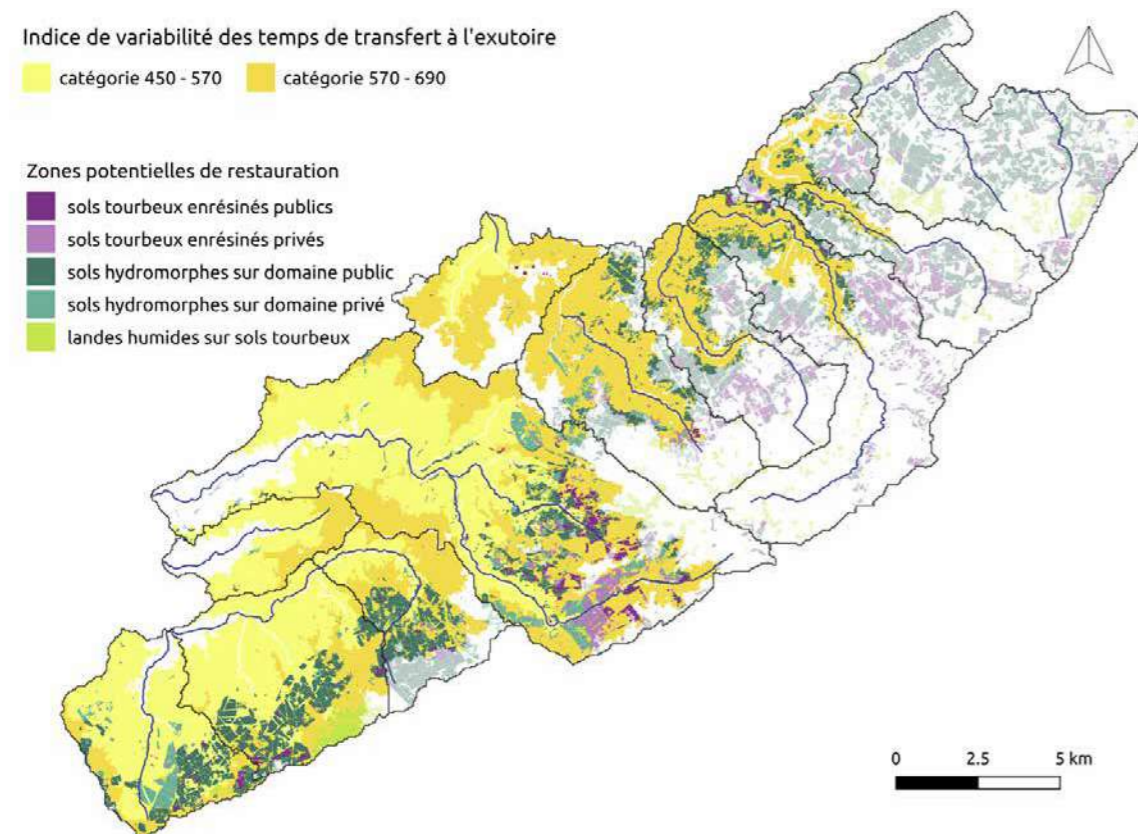 Indice de variabilité des temps de transfert à l'exutoire
catégorie 450 - 570
catégorie 570 - 690
Zones potentielles de restauration
sols tourbeux enrésinés publics
sols tourbeux enrésinés privés
sols hydromorphes sur domaine public
sols hydromorphes sur domaine privé
landes humides sur sols tourbeux
0 2.5 5 km